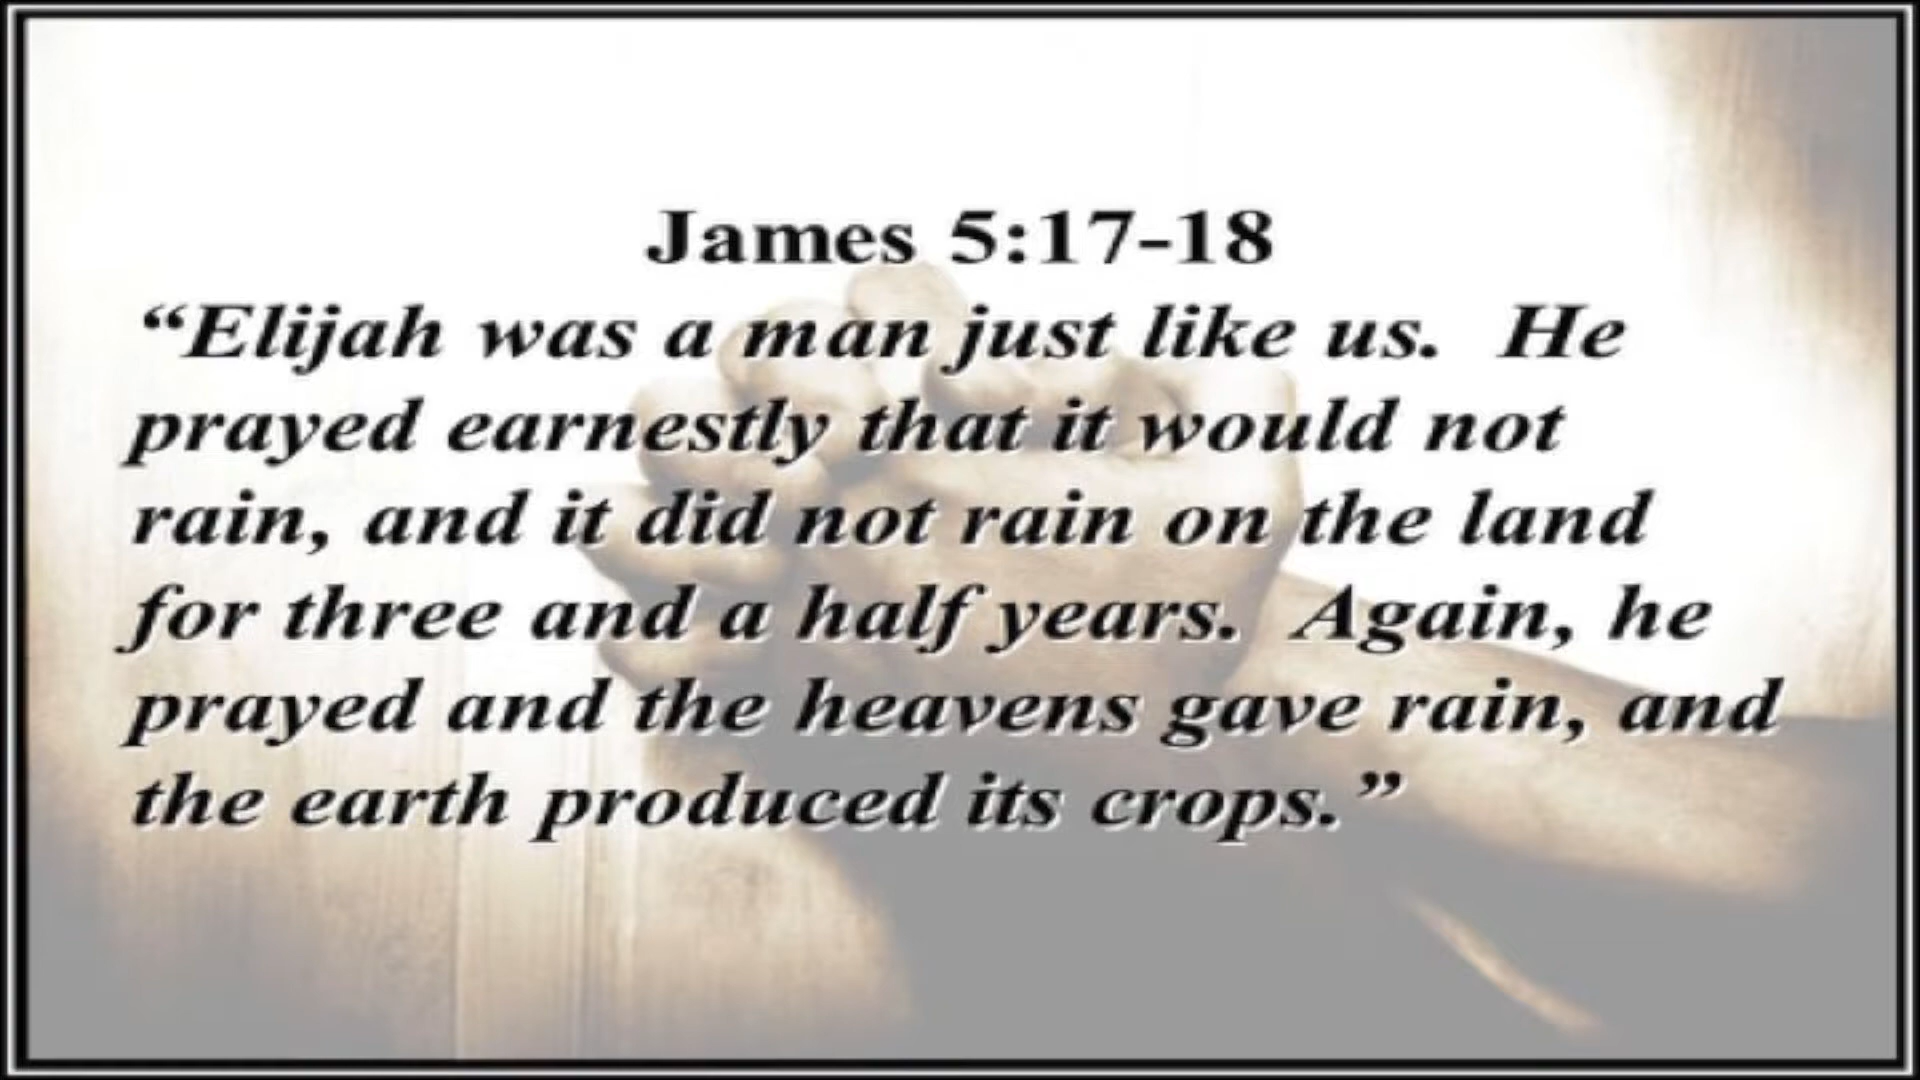 James 5:17-18
“Elijah was a man just like us.  He
prayed earnestly that it would not
rain, and it did not rain on the land
for three and a half years.  Again, he
prayed and the heavens gave rain, and
the earth produced its crops.”